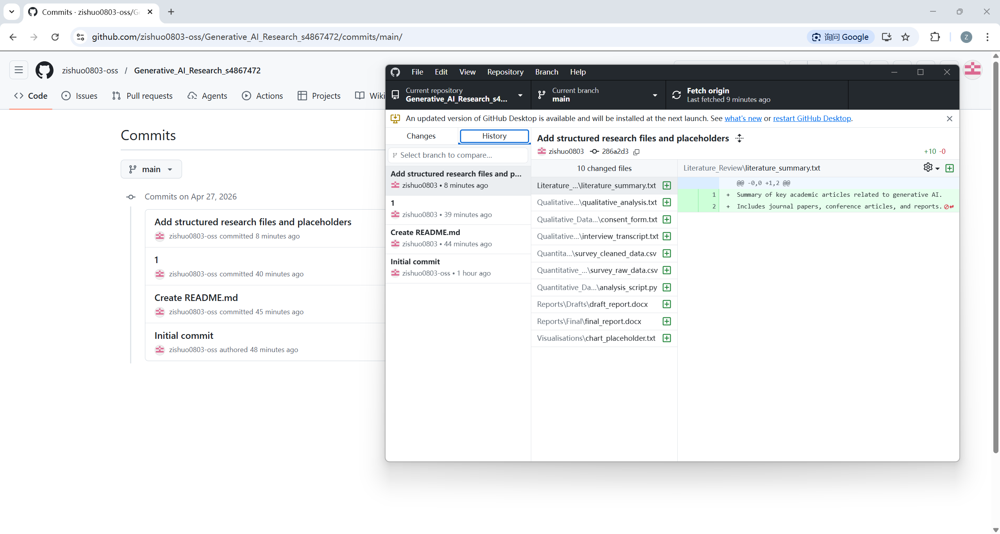 Commits · zishuo0803-oss/Ge
github.com/zishuo0803-oss/Generative_AI_Research_s4867472/commits/main/
询问 Google
Z
zishuo0803-oss / Generative_AI_Research_s4867472
Code
Issues
Pull requests
Agents
Actions
Projects
Wiki
Commits
main
Commits on Apr 27, 2026
Add structured research files and placeholders
zishuo0803-oss committed 8 minutes ago
1
zishuo0803-oss committed 40 minutes ago
Create README.md
zishuo0803-oss committed 45 minutes ago
Initial commit
zishuo0803-oss authored 48 minutes ago
File Edit View Repository Branch Help
Current repository
Generative_AI_Research_s4...
Current branch
main
Fetch origin
Last fetched 9 minutes ago
An updated version of GitHub Desktop is available and will be installed at the next launch. See what's new or restart GitHub Desktop.
Changes
History
Select branch to compare...
Add structured research files and p...
zishuo0803 • 8 minutes ago
1
zishuo0803 • 39 minutes ago
Create README.md
zishuo0803 • 44 minutes ago
Initial commit
zishuo0803-oss • 1 hour ago
Add structured research files and placeholders
zishuo0803 286a2d3
+10 -0
10 changed files
Literature_...\literature_summary.txt
Qualitative...\qualitative_analysis.txt
Qualitative_Data...\consent_form.txt
Qualitative...\interview_transcript.txt
Quantita...\survey_cleaned_data.csv
Quantitative_...\survey_raw_data.csv
Quantitative_Da...\analysis_script.py
Reports\Drafts\draft_report.docx
Reports\Final\final_report.docx
Visualisations\chart_placeholder.txt
Literature_Review\literature_summary.txt
@@ -0,0 +1,2 @@
1 + Summary of key academic articles related to generative AI.
2 + Includes journal papers, conference articles, and reports.